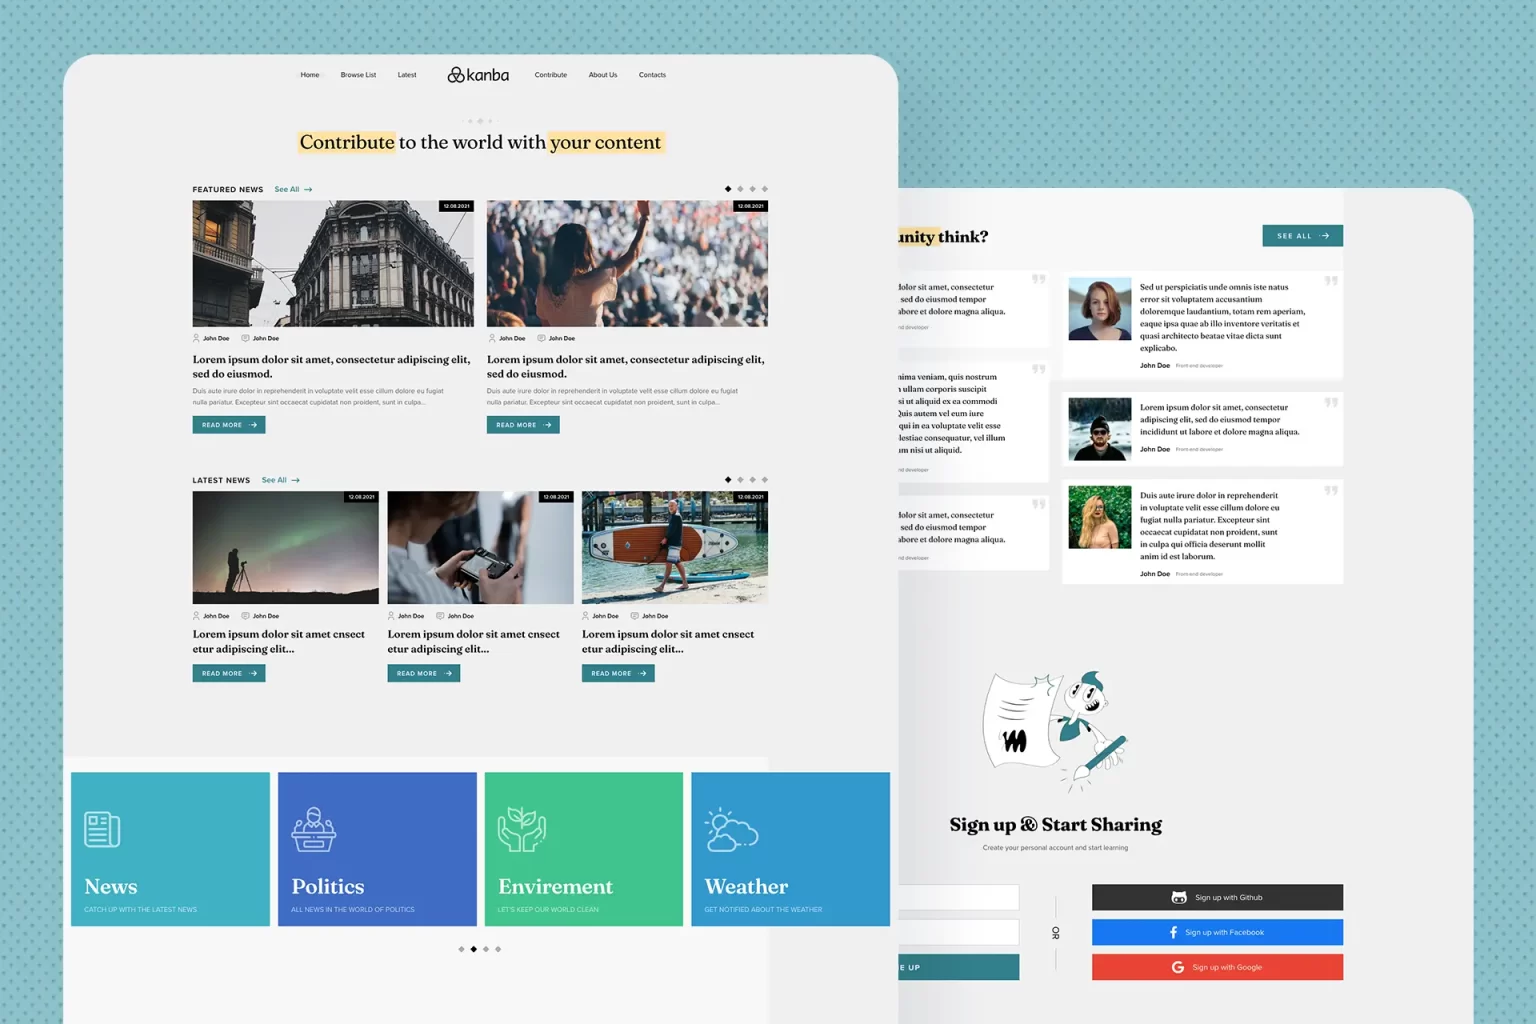 Home
Browse List
Latest
kanba
Contribute
About Us
Contacts
Contribute to the world with your content
FEATURED NEWS
See All
12.08.2021
John Doe
John Doe
Lorem ipsum dolor sit amet, consectetur adipiscing elit,
sed do eiusmod.
Duis aute irure dolor in reprehenderit in voluptate velit esse cillum dolore eu fugiat
nulla pariatur. Excepteur sint occaecat cupidatat non proident, sunt in culpa...
READ MORE
12.08.2021
John Doe
John Doe
Lorem ipsum dolor sit amet, consectetur adipiscing elit,
sed do eiusmod.
Duis aute irure dolor in reprehenderit in voluptate velit esse cillum dolore eu fugiat
nulla pariatur. Excepteur sint occaecat cupidatat non proident, sunt in culpa...
READ MORE
LATEST NEWS
See All
12.08.2021
John Doe
John Doe
Lorem ipsum dolor sit amet cnsect
etur adipiscing elit...
READ MORE
12.08.2021
John Doe
John Doe
Lorem ipsum dolor sit amet cnsect
etur adipiscing elit...
READ MORE
12.08.2021
John Doe
John Doe
Lorem ipsum dolor sit amet cnsect
etur adipiscing elit...
READ MORE
News
CATCH UP WITH THE LATEST NEWS
Politics
ALL NEWS IN THE WORLD OF POLITICS
Envirement
LET'S KEEP OUR WORLD CLEAN
Weather
GET NOTIFIED ABOUT THE WEATHER
unity think?
SEE ALL
dolor sit amet, consectetur
sed do eiusmod tempor
abore et dolore magna aliqua.
nd developer
nima veniam, quis nostrum
n ullam corporis suscipit
si ut aliquid ex ea commodi
Quis autem vel eum iure
qui in ea voluptate velit esse
lestiae consequatur, vel illum
um nisi ut aliquid.
nd developer
dolor sit amet, consectetur
sed do eiusmod tempor
abore et dolore magna aliqua.
nd developer
Sed ut perspiciatis unde omnis iste natus
error sit voluptatem accusantium
doloremque laudantium, totam rem aperiam,
eaque ipsa quae ab illo inventore veritatis et
quasi architecto beatae vitae dicta sunt
explicabo.
John Doe
Front-end developer
Lorem ipsum dolor sit amet, consectetur
adipiscing elit, sed do eiusmod tempor
incididunt ut labore et dolore magna aliqua.
John Doe
Front-end developer
Duis aute irure dolor in reprehenderit
in voluptate velit esse cillum dolore eu
fugiat nulla pariatur. Excepteur sint
occaecat cupidatat non proident, sunt
in culpa qui officia deserunt mollit
anim id est laborum.
John Doe
Front-end developer
Sign up & Start Sharing
Create your personal account and start learning
E UP
OR
Sign up with Github
Sign up with Facebook
Sign up with Google